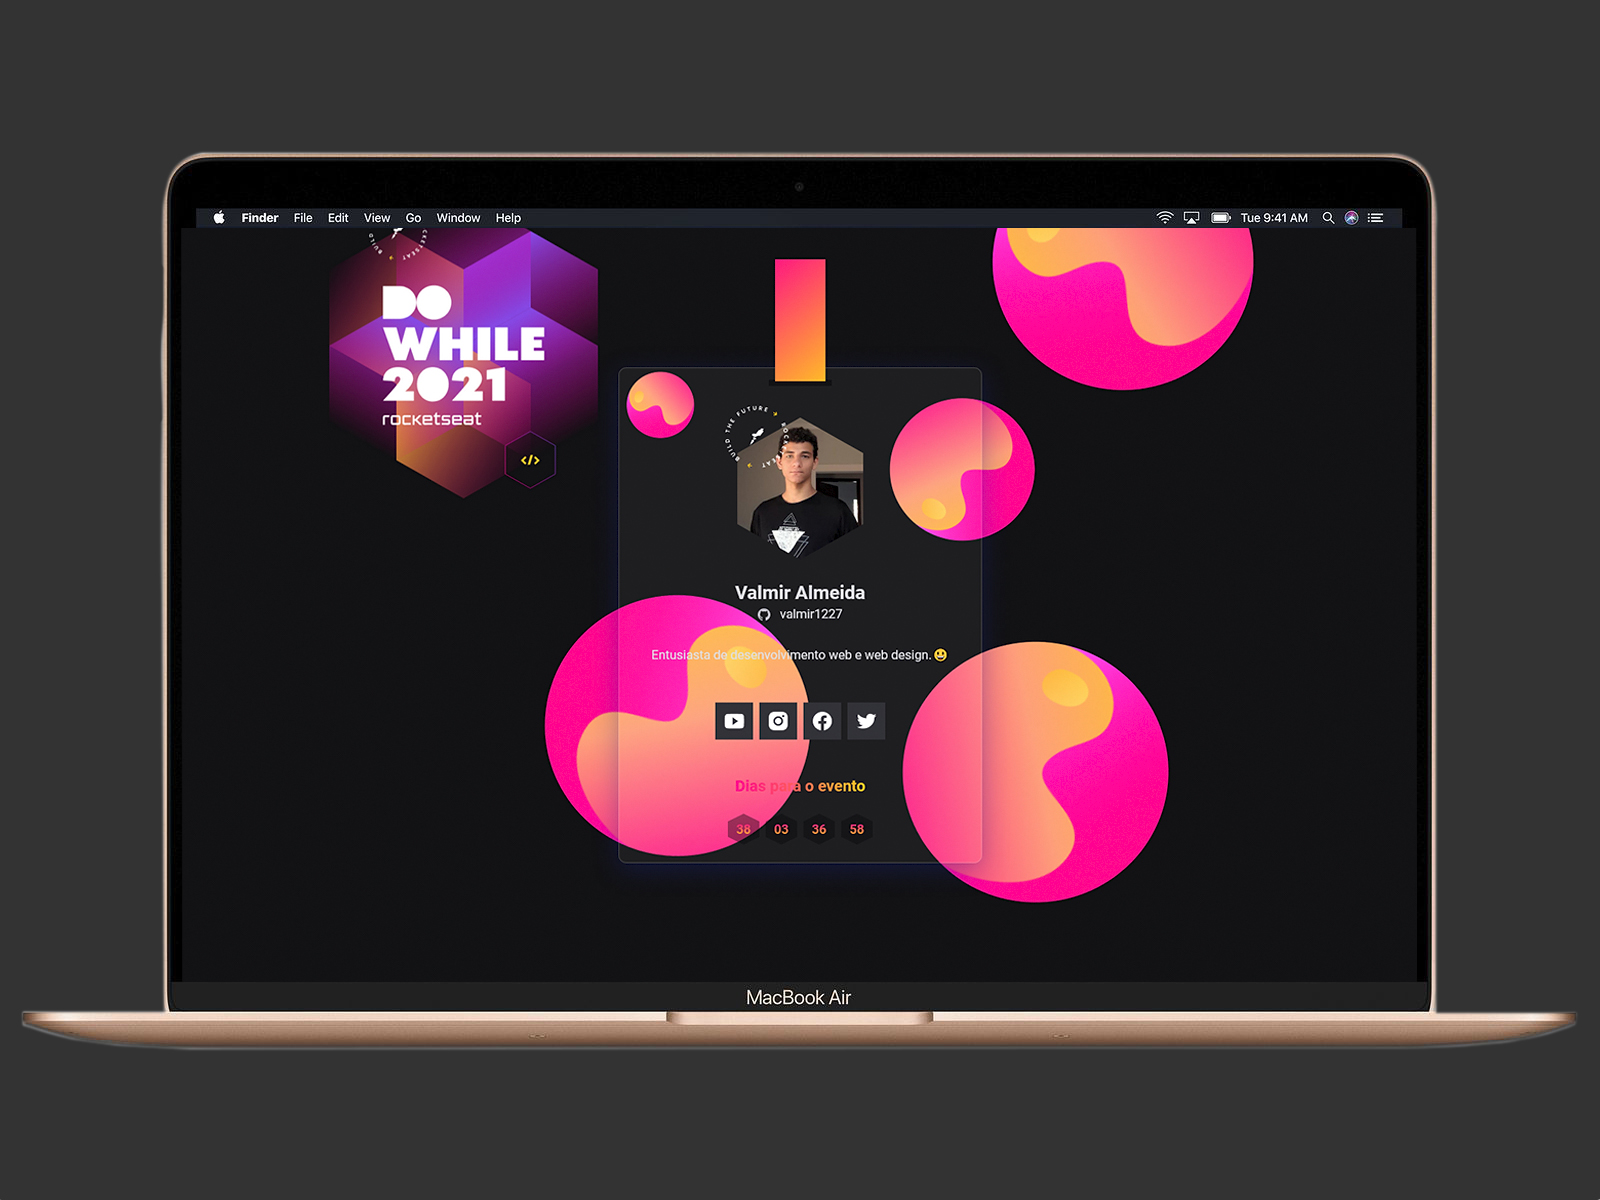 Finder File Edit View Go Window Help
Tue 9:41 AM
DO
WHILE
2021
rocketseat
</>
BUILD THE FUTURE → ROCKETSEAT →
Valmir Almeida
valmir1227
Entusiasta de desenvolvimento web e web design. 😃
Dias para o evento
38 03 36 58
MacBook Air